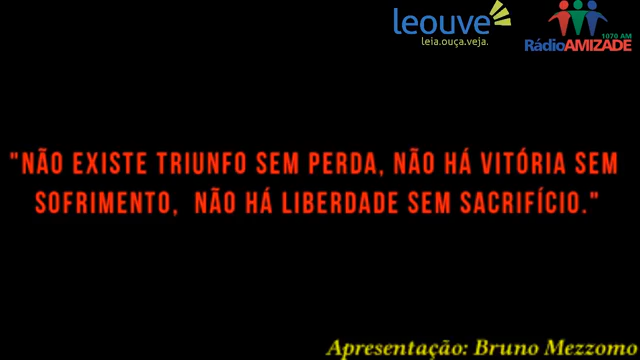 leouve
leia.ouça.veja.
1070 AM
RádioAMIZADE
"NÃO EXISTE TRIUNFO SEM PERDA, NÃO HÁ VITÓRIA SEM
SOFRIMENTO, NÃO HÁ LIBERDADE SEM SACRIFÍCIO."
Apresentação: Bruno Mezzomo